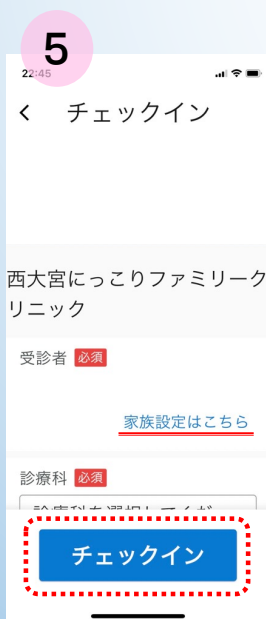 5
22:45
チェックイン
西大宮にっこりファミリーク
リニック
受診者 必須
家族設定はこちら
診療科 必須
チェックイン